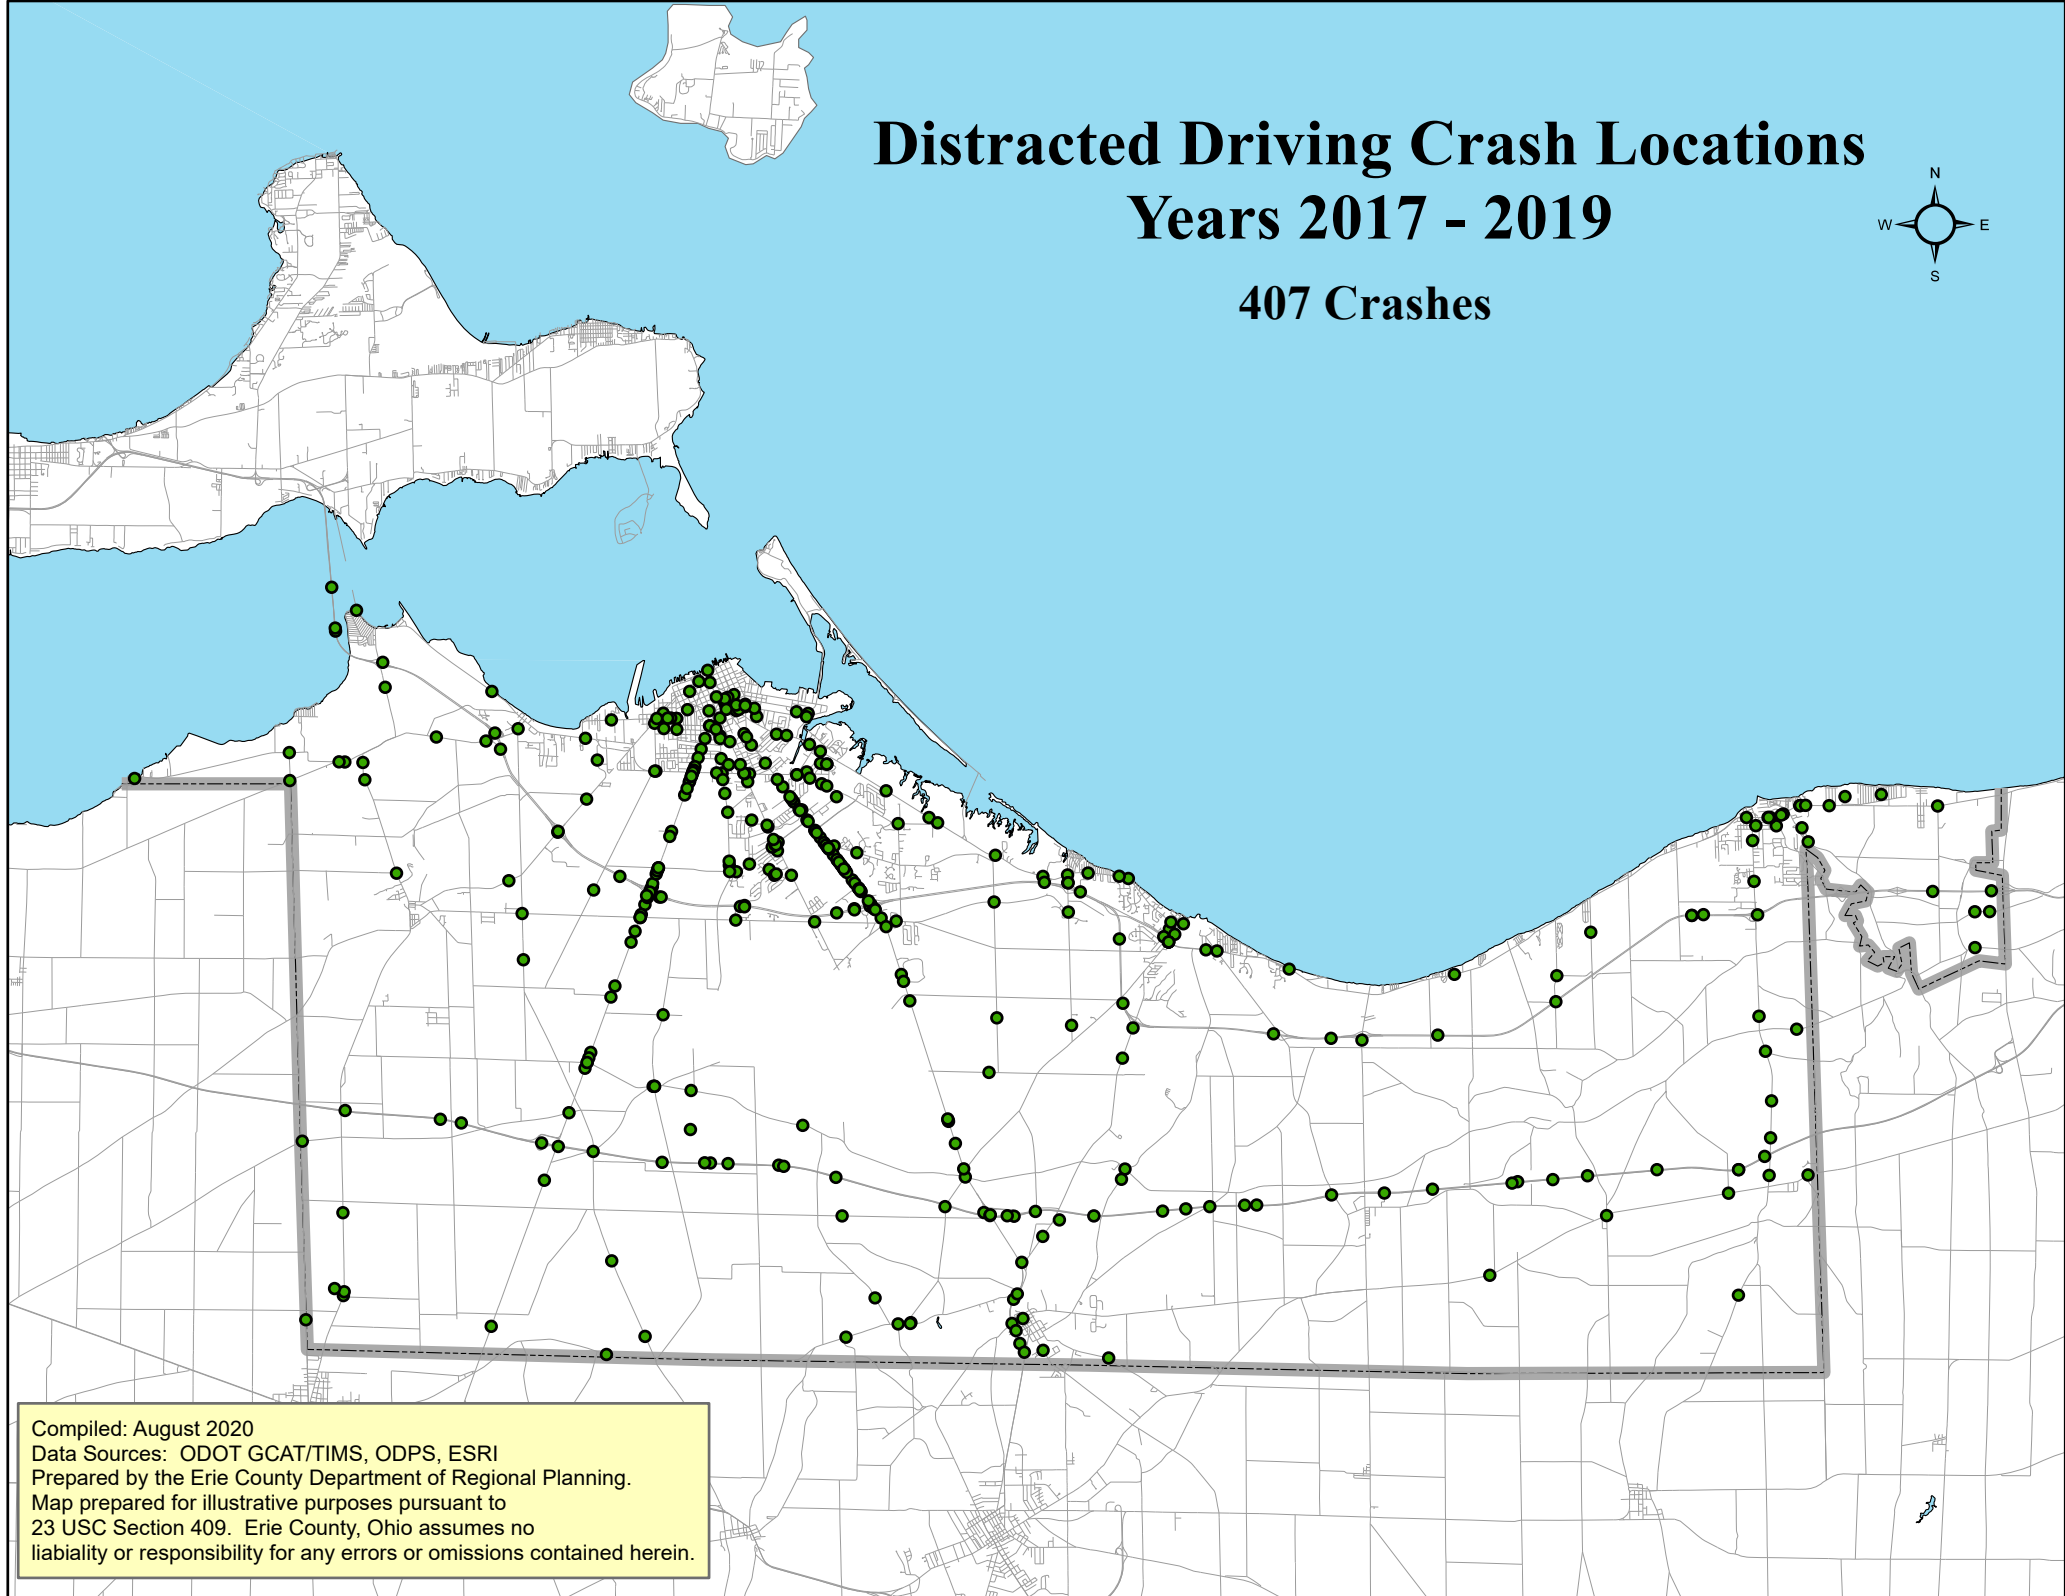 Distracted Driving Crash Locations
Years 2017 - 2019
407 Crashes
N
W E
S
Compiled: August 2020
Data Sources: ODOT GCAT/TIMS, ODPS, ESRI
Prepared by the Erie County Department of Regional Planning.
Map prepared for illustrative purposes pursuant to
23 USC Section 409. Erie County, Ohio assumes no
liabiality or responsibility for any errors or omissions contained herein.